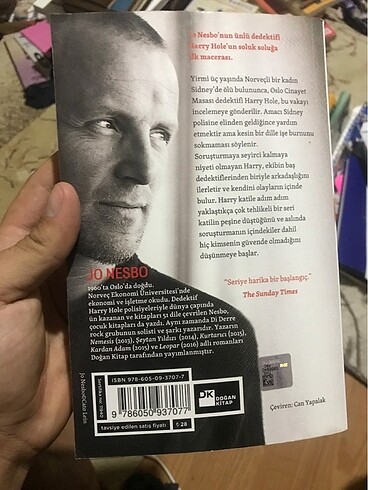 Jo Nesbo'nun ünlü dedektifi
Harry Hole'un soluk soluğa
ilk macerası.
Yirmi üç yaşında Norveçli bir kadın
Sidney'de ölü bulununca, Oslo Cinayet
Masası dedektifi Harry Hole, bu vakayı
incelemeye gönderilir. Amacı Sidney
polisine elinden geldiğince yardım
etmektir ama kesin bir dille işe burnunu
sokmaması söylenir.
Soruşturmaya seyirci kalmaya
niyeti olmayan Harry, ekibin baş
dedektiflerinden biriyle arkadaşlığını
ilerletir ve kendini olayların içinde
bulur. Harry katile adım adım
yaklaştıkça çok tehlikeli bir seri
katilin peşine düştüğünü ve aslında
soruşturmanın içindekiler dahil
hiç kimsenin güvende olmadığını
düşünmeye başlar.
"Seriye harika bir başlangıç."
The Sunday Times
JO NESBO
1960'ta Oslo'da doğdu.
Norveç Ekonomi Üniversitesi'nde
ekonomi ve işletme okudu. Dedektif
Harry Hole polisiyeleriyle dünya çapında
ün kazanan ve kitapları 51 dile çevrilen Nesbo,
çocuk kitapları da yazdı. Aynı zamanda Di Derre
rock grubunun solisti ve şarkı yazarıdır. Yazarın
Nemesis (2013), Şeytan Yıldızı (2014), Kurtarıcı (2015),
Kardan Adam (2015) ve Leopar (2016) adlı romanları
Doğan Kitap tarafından yayımlanmıştır.
ISBN 978-605-09-3707-7
9 786050 937077
tavsiye edilen satış fiyatı ₺28
DK
DOĞAN
KİTAP
Çeviren: Can Yapalak